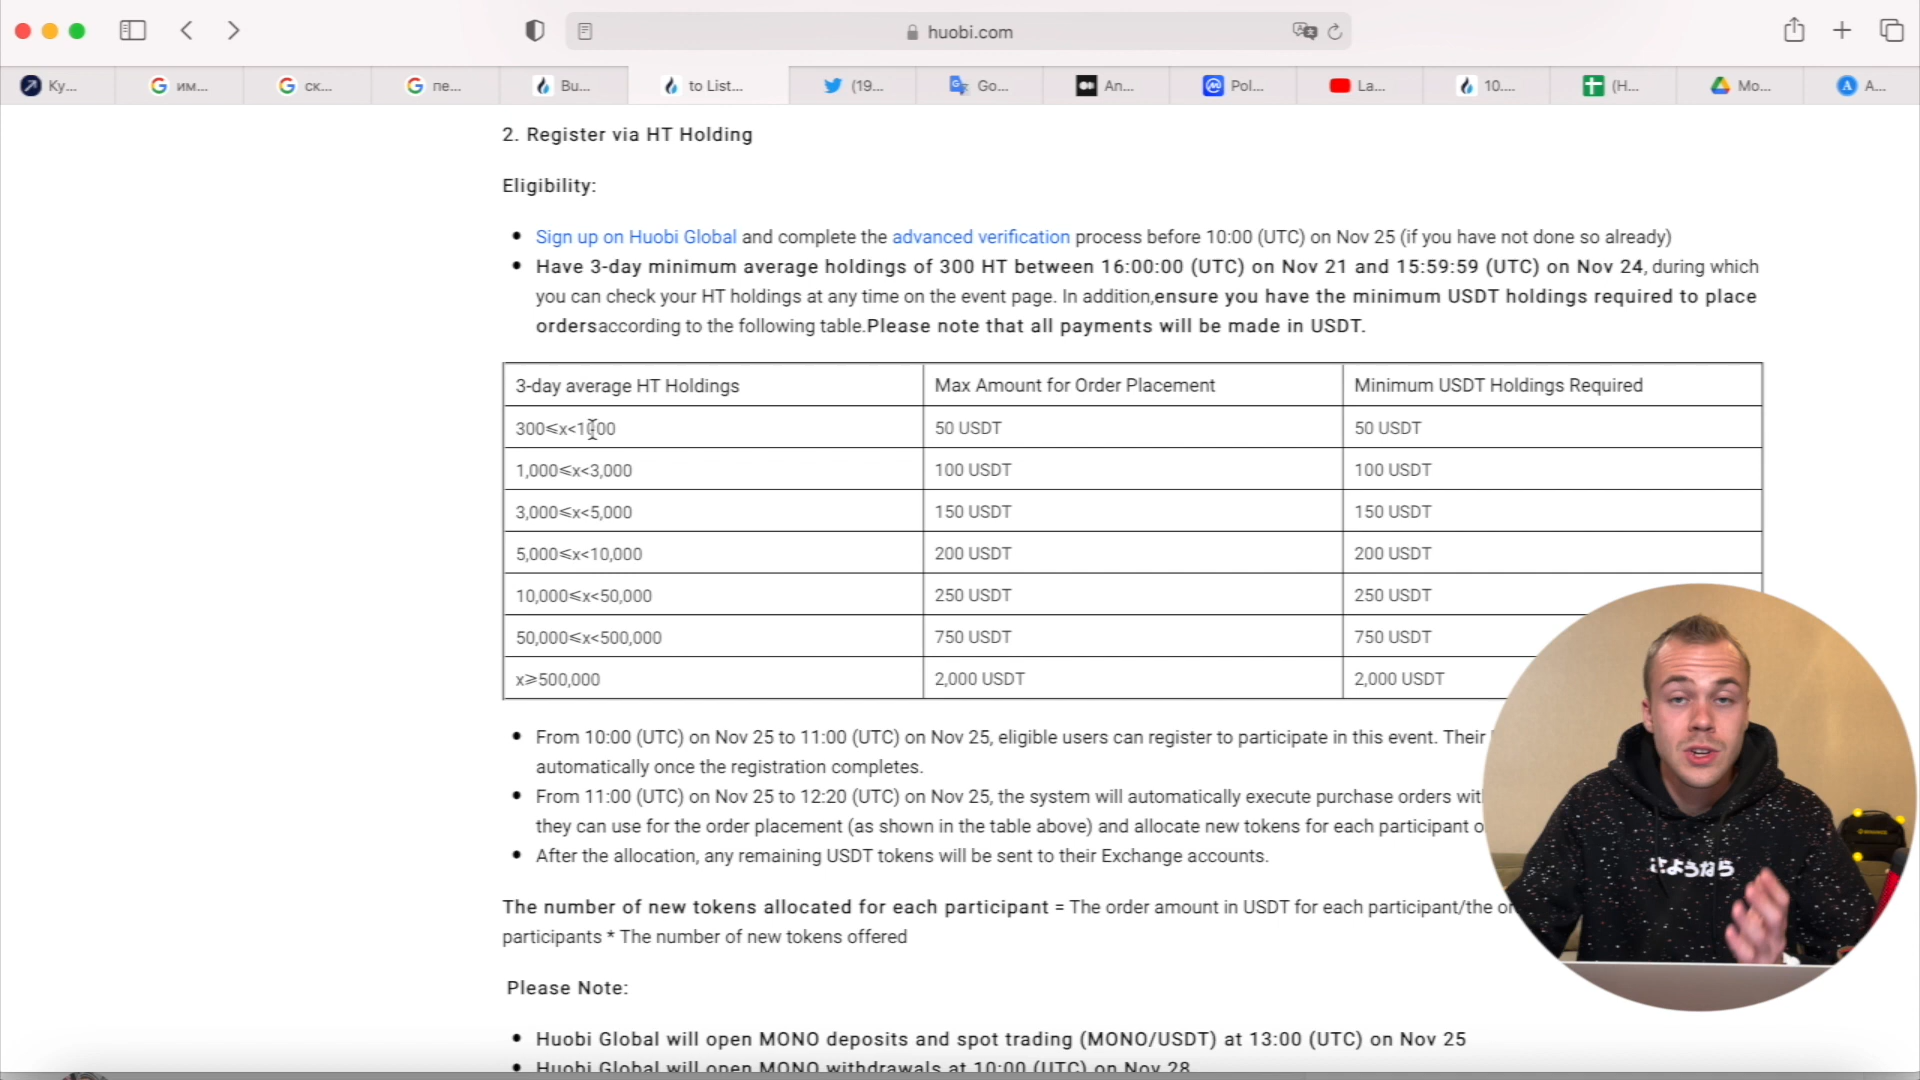 huobi.com
Ky...
им...
ск...
пе...
Bu...
to List...
(19...
Go...
An...
Pol...
La...
10....
(H...
Mo...
A...
2. Register via HT Holding
Eligibility:
Sign up on Huobi Global and complete the advanced verification process before 10:00 (UTC) on Nov 25 (if you have not done so already)
Have 3-day minimum average holdings of 300 HT between 16:00:00 (UTC) on Nov 21 and 15:59:59 (UTC) on Nov 24, during which
you can check your HT holdings at any time on the event page. In addition,ensure you have the minimum USDT holdings required to place
ordersaccording to the following table.Please note that all payments will be made in USDT.
3-day average HT Holdings Max Amount for Order Placement Minimum USDT Holdings Required
300≤x<1000 50 USDT 50 USDT
1,000≤x<3,000 100 USDT 100 USDT
3,000≤x<5,000 150 USDT 150 USDT
5,000≤x<10,000 200 USDT 200 USDT
10,000≤x<50,000 250 USDT 250 USDT
50,000≤x<500,000 750 USDT 750 USDT
x≥500,000 2,000 USDT 2,000 USDT
From 10:00 (UTC) on Nov 25 to 11:00 (UTC) on Nov 25, eligible users can register to participate in this event. Their
automatically once the registration completes.
From 11:00 (UTC) on Nov 25 to 12:20 (UTC) on Nov 25, the system will automatically execute purchase orders
they can use for the order placement (as shown in the table above) and allocate new tokens for each participant
After the allocation, any remaining USDT tokens will be sent to their Exchange accounts.
The number of new tokens allocated for each participant = The order amount in USDT for each participant/the
participants * The number of new tokens offered
Please Note:
Huobi Global will open MONO deposits and spot trading (MONO/USDT) at 13:00 (UTC) on Nov 25
Huobi Global will open MONO withdrawals at 10:00 (UTC) on Nov 28
さようなら